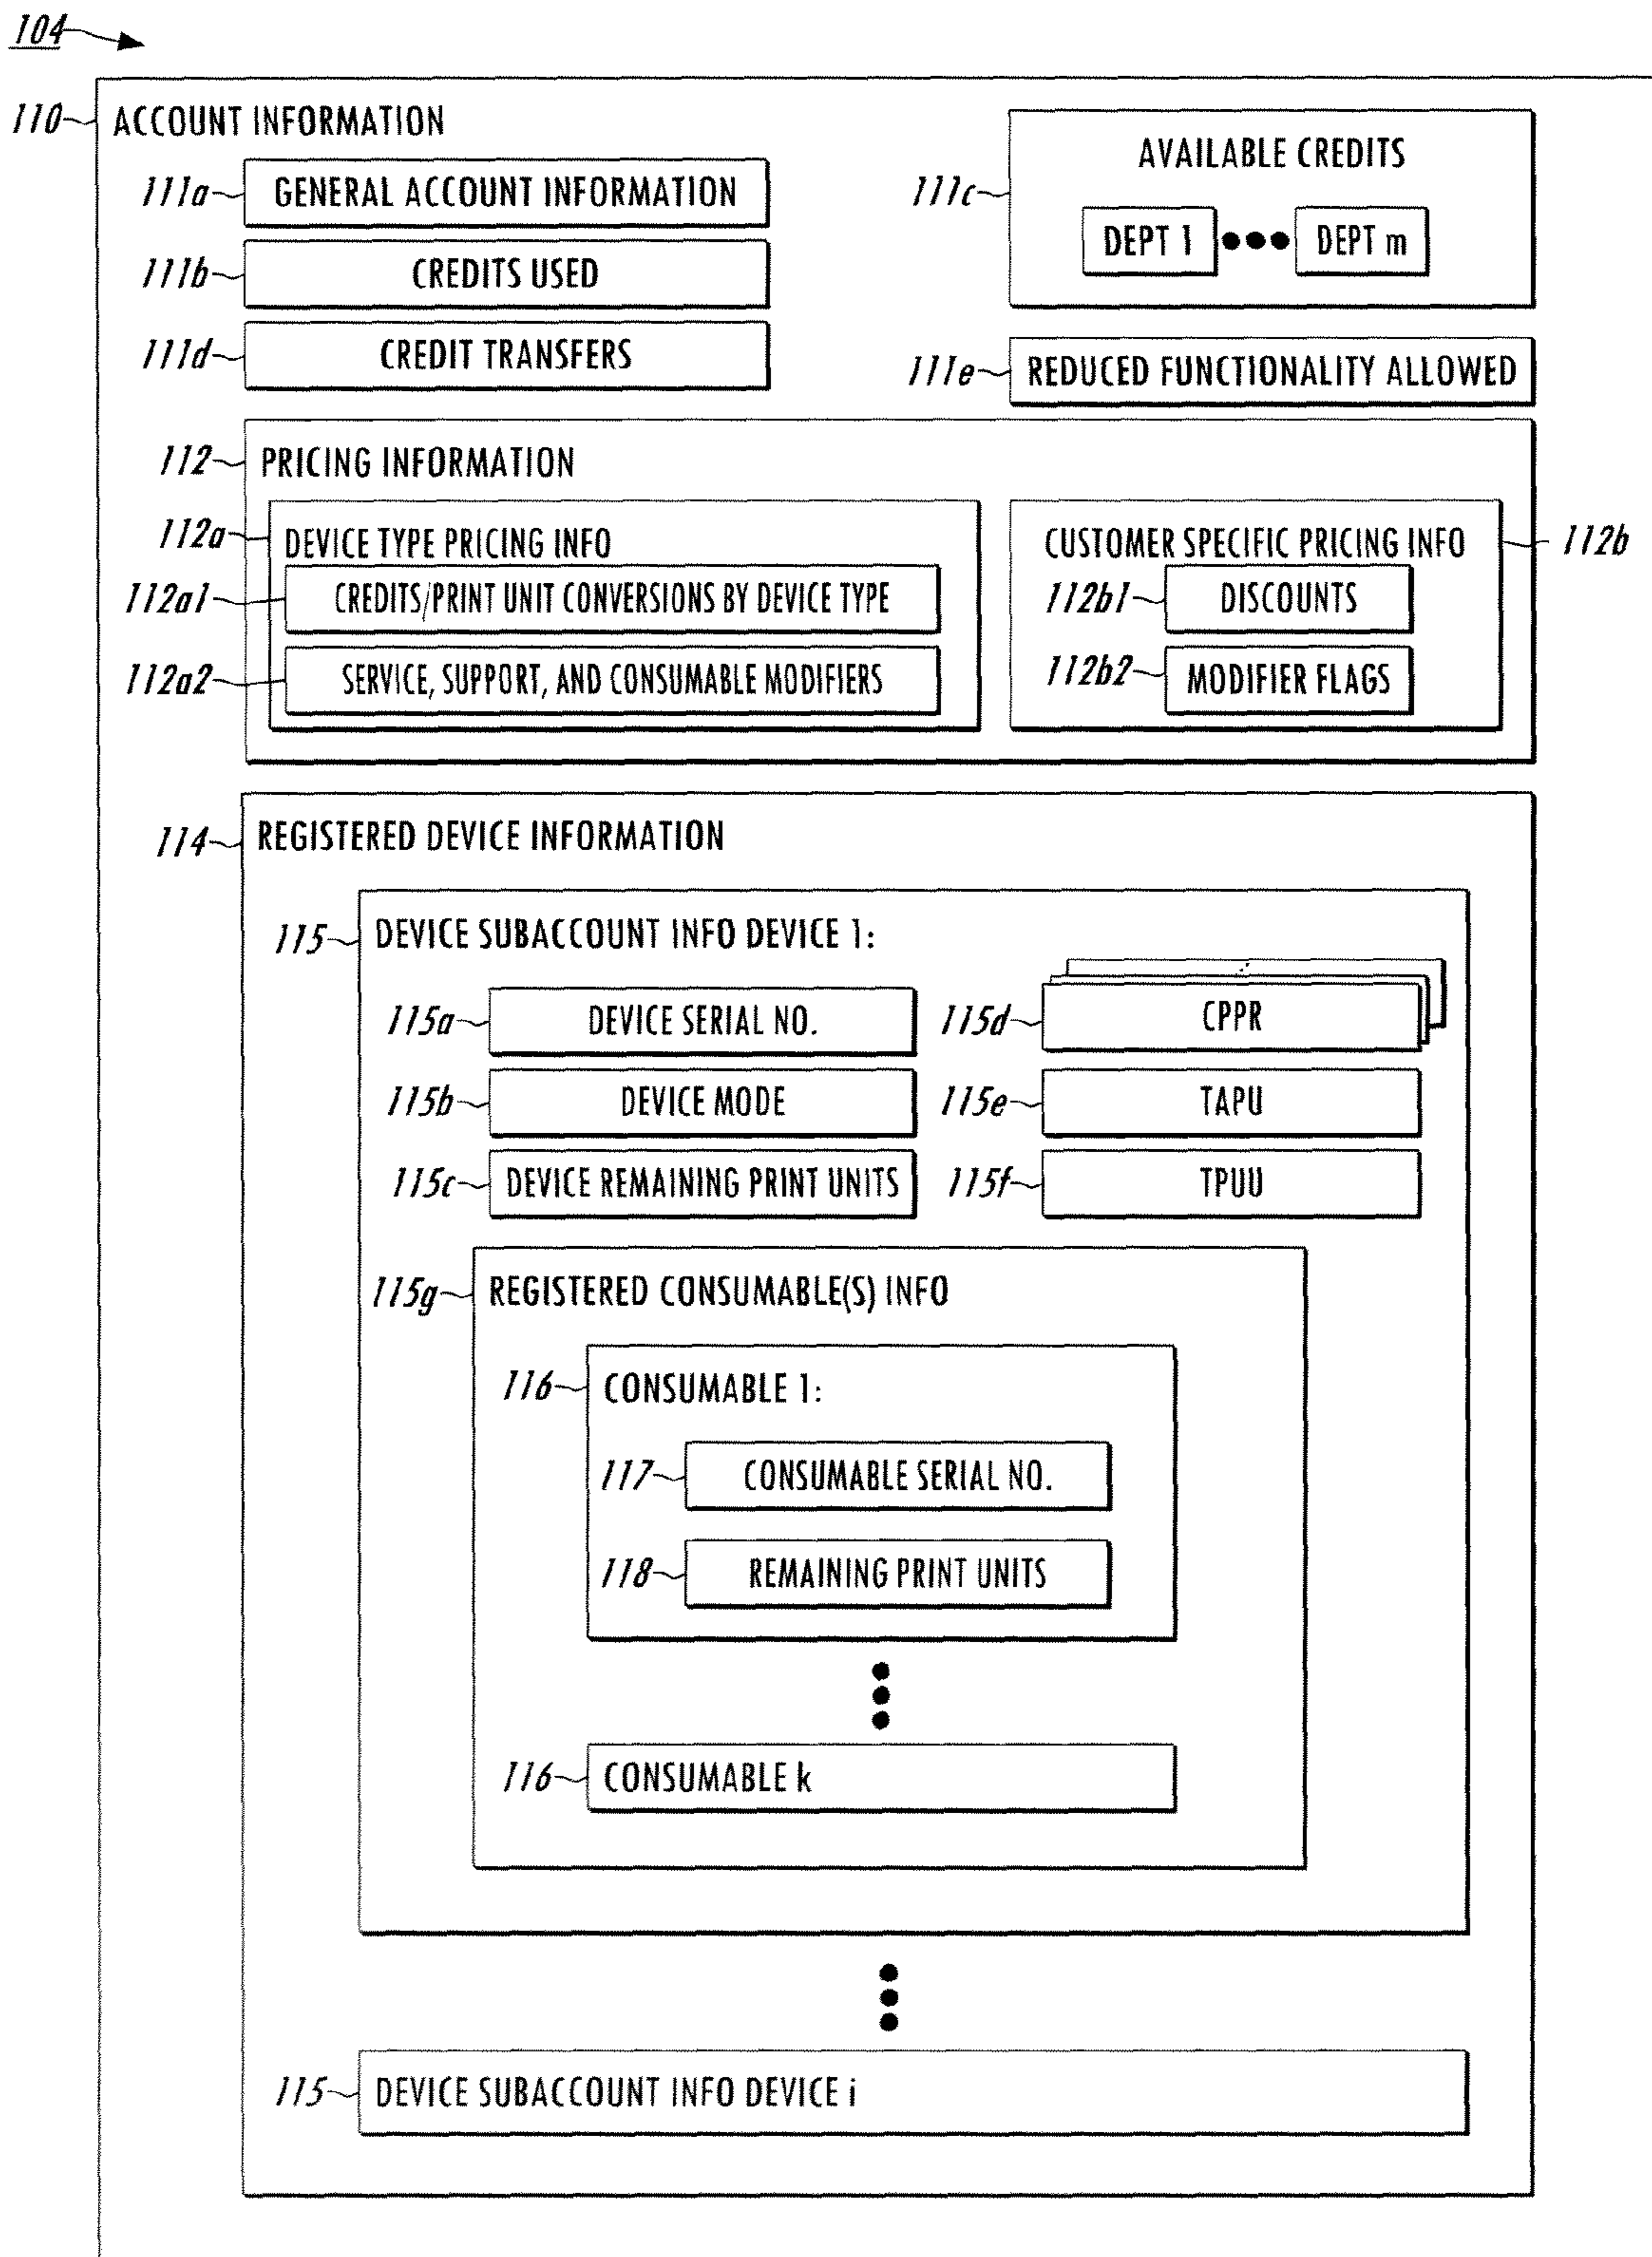 104
110 ACCOUNT INFORMATION
111a GENERAL ACCOUNT INFORMATION
111b CREDITS USED
111d CREDIT TRANSFERS
111c AVAILABLE CREDITS
DEPT 1 ●●● DEPT m
111e REDUCED FUNCTIONALITY ALLOWED
112 PRICING INFORMATION
112a DEVICE TYPE PRICING INFO
112a1 CREDITS/PRINT UNIT CONVERSIONS BY DEVICE TYPE
112a2 SERVICE, SUPPORT, AND CONSUMABLE MODIFIERS
CUSTOMER SPECIFIC PRICING INFO 112b
112b1 DISCOUNTS
112b2 MODIFIER FLAGS
114 REGISTERED DEVICE INFORMATION
115 DEVICE SUBACCOUNT INFO DEVICE 1:
115a DEVICE SERIAL NO.
115b DEVICE MODE
115c DEVICE REMAINING PRINT UNITS
115d CPPR
115e TAPU
115f TPUU
115g REGISTERED CONSUMABLE(S) INFO
116 CONSUMABLE 1:
117 CONSUMABLE SERIAL NO.
118 REMAINING PRINT UNITS
116 CONSUMABLE k
115 DEVICE SUBACCOUNT INFO DEVICE i